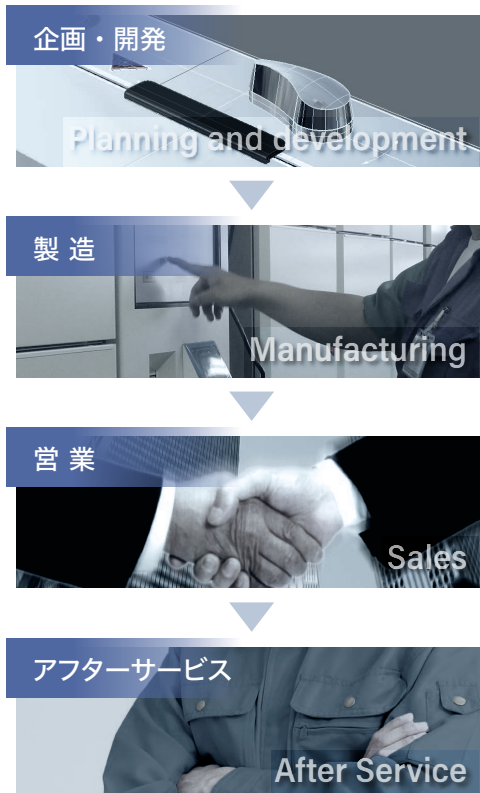 企画・開発
Planning and development
製 造
Manufacturing
営 業
Sales
アフターサービス
After Service